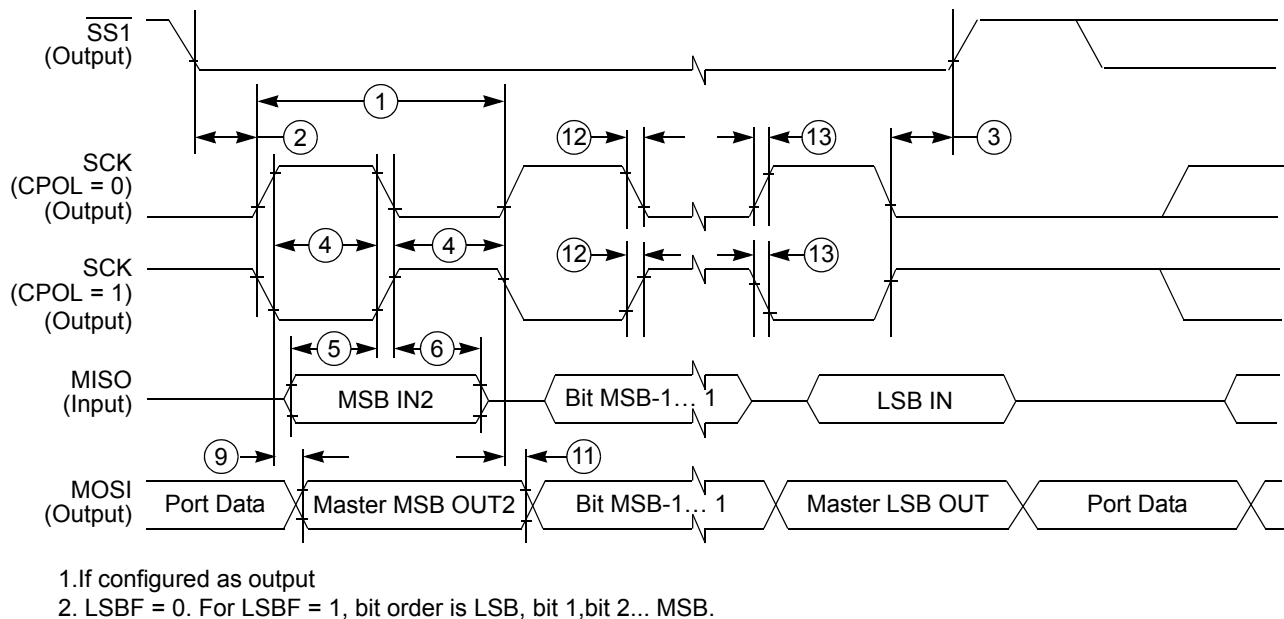 SS1
(Output)
1
2
12
13
3
SCK
(CPOL = 0)
(Output)
4
4
SCK
(CPOL = 1)
(Output)
12
13
5
6
MISO
(Input)
MSB IN2
Bit MSB-1… 1
LSB IN
9
11
MOSI
(Output)
Port Data
Master MSB OUT2
Bit MSB-1… 1
Master LSB OUT
Port Data
1.If configured as output
2. LSBF = 0. For LSBF = 1, bit order is LSB, bit 1,bit 2... MSB.